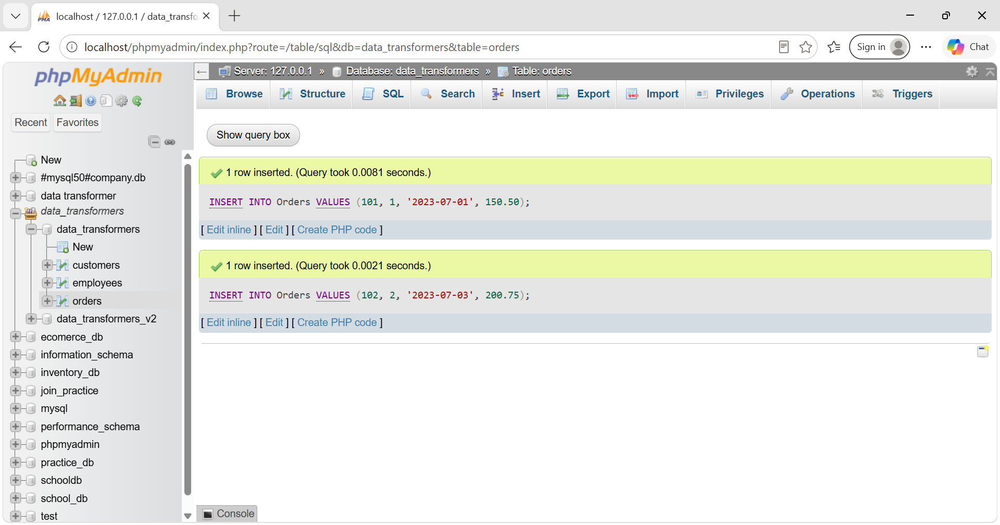 localhost / 127.0.0.1 / data_transfo
localhost/phpmyadmin/index.php?route=/table/sql&db=data_transformers&table=orders
Sign in
Chat
phpMyAdmin
Recent
Favorites
New
#mysql50#company.db
data transformer
data_transformers
data_transformers
New
customers
employees
orders
data_transformers_v2
ecomerce_db
information_schema
inventory_db
join_practice
mysql
performance_schema
phpmyadmin
practice_db
schooldb
school_db
test
Server: 127.0.0.1 » Database: data_transformers » Table: orders
Browse Structure SQL Search Insert Export Import Privileges Operations Triggers
Show query box
1 row inserted. (Query took 0.0081 seconds.)
INSERT INTO Orders VALUES (101, 1, '2023-07-01', 150.50);
[ Edit inline ] [ Edit ] [ Create PHP code ]
1 row inserted. (Query took 0.0021 seconds.)
INSERT INTO Orders VALUES (102, 2, '2023-07-03', 200.75);
[ Edit inline ] [ Edit ] [ Create PHP code ]
Console